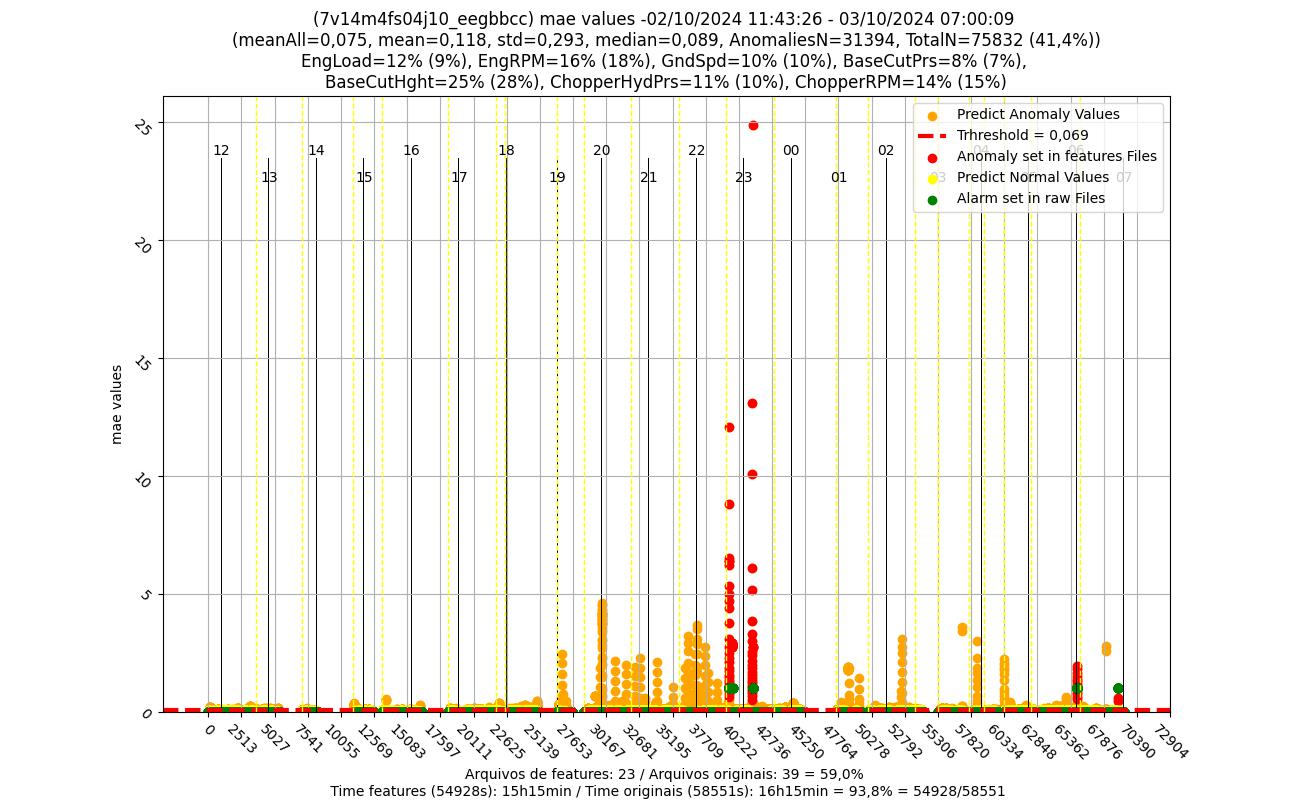 (7v14m4fs04j10_eegbbcc) mae values -02/10/2024 11:43:26 - 03/10/2024 07:00:09
(meanAll=0,075, mean=0,118, std=0,293, median=0,089, AnomaliesN=31394, TotalN=75832 (41,4%))
EngLoad=12% (9%), EngRPM=16% (18%), GndSpd=10% (10%), BaseCutPrs=8% (7%),
BaseCutHght=25% (28%), ChopperHydPrs=11% (10%), ChopperRPM=14% (15%)
Predict Anomaly Values
Trhreshold = 0,069
Anomaly set in features Files
Predict Normal Values
Alarm set in raw Files
12 14 16 18 20 22 00 02 04 06
13 15 17 19 21 23 01 03 05 07
25
20
15
10
5
0
mae values
0 2513 5027 7541 10055 12569 15083 17597 20111 22625 25139 27653 30167 32681 35195 37709 40222 42736 45250 47764 50278 52792 55306 57820 60334 62848 65362 67876 70390 72904
Arquivos de features: 23 / Arquivos originais: 39 = 59,0%
Time features (54928s): 15h15min / Time originais (58551s): 16h15min = 93,8% = 54928/58551